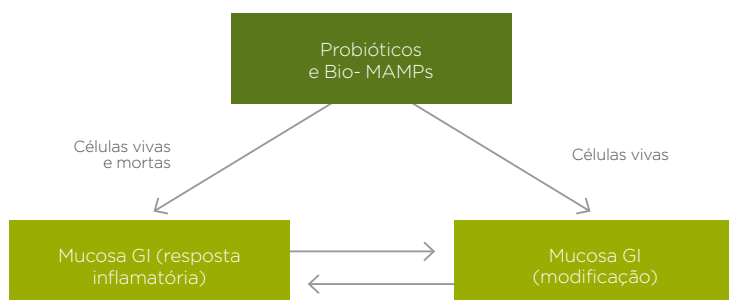 Probióticos
e Bio- MAMPs
Células vivas
e mortas
Células vivas
Mucosa GI (resposta
inflamatória)
Mucosa GI
(modificação)